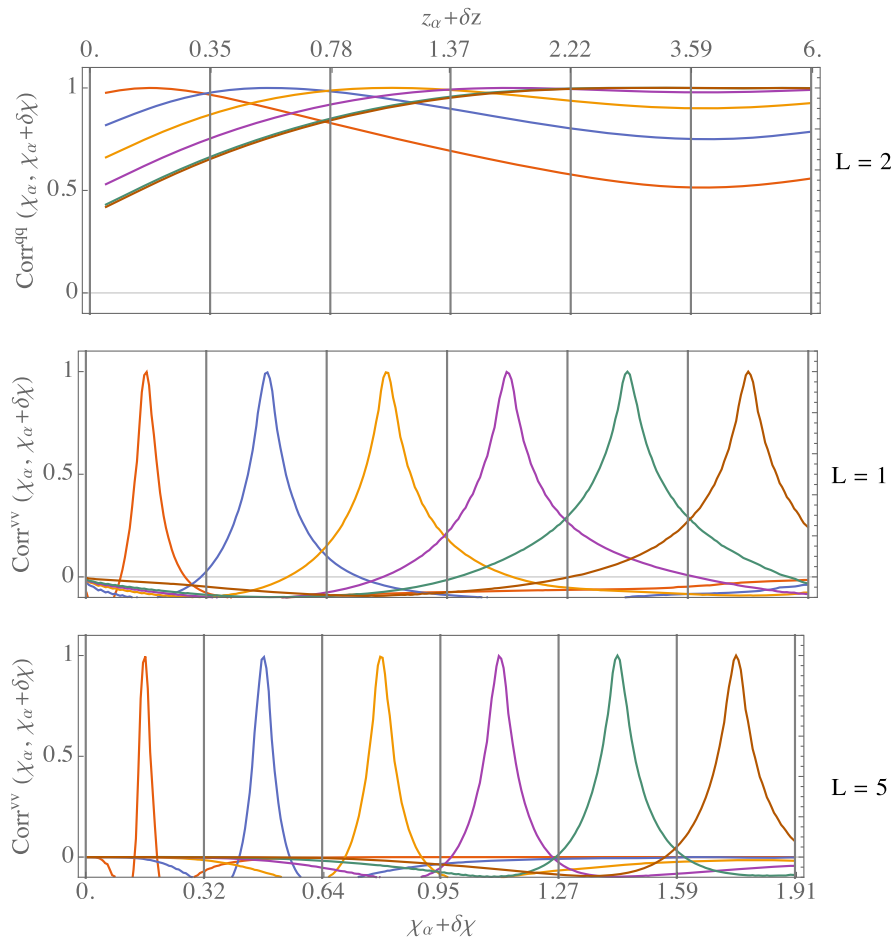 z_α+δz
0. 0.35 0.78 1.37 2.22 3.59 6.
1
0.5
0
Corr^qq (χ_α, χ_α+δχ)
L = 2
1
0.5
0
Corr^vv (χ_α, χ_α+δχ)
L = 1
1
0.5
0
Corr^vv (χ_α, χ_α+δχ)
L = 5
0. 0.32 0.64 0.95 1.27 1.59 1.91
χ_α+δχ